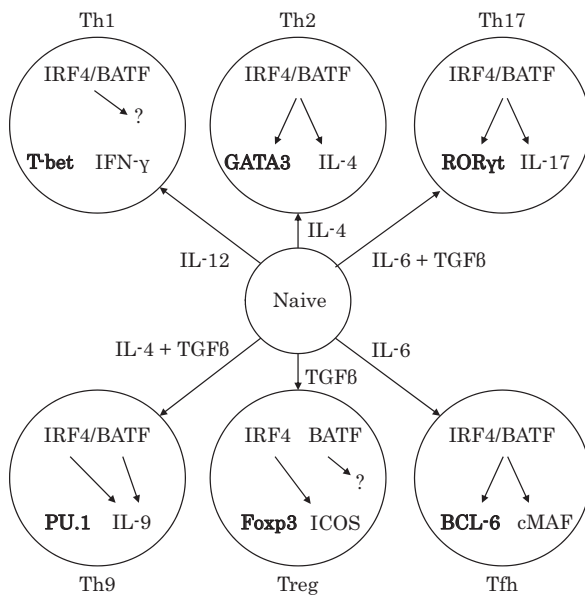 Th1 Th2 Th17
IRF4/BATF IRF4/BATF IRF4/BATF
?
T-bet IFN-γ GATA3 IL-4 RORγt IL-17
IL-4
IL-12 IL-6 + TGFβ
Naive
IL-4 + TGFβ IL-6
TGFβ
IRF4/BATF IRF4 BATF IRF4/BATF
?
PU.1 IL-9 Foxp3 ICOS BCL-6 cMAF
Th9 Treg Tfh